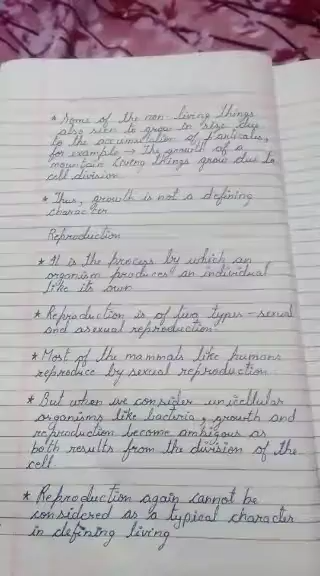 * Some of the non-living things
also seen to grow in size due
to the accumulation of particales,
for example → The growth of a
mountain living things grow due to
cell division.
* Thus, growth is not a defining
character
Reproduction
* It is the process by which an
organism produces an individual
like its own
* Reproduction is of two types - sexual
and asexual reproduction.
* Most of the mammals like humans
reproduce by sexual reproduction
* But when we consider unicellular
organisms like bacteria, growth and
reproduction become ambigous as
both results from the division of the
cell.
* Reproduction again cannot be
considered as a typical character
in defining living